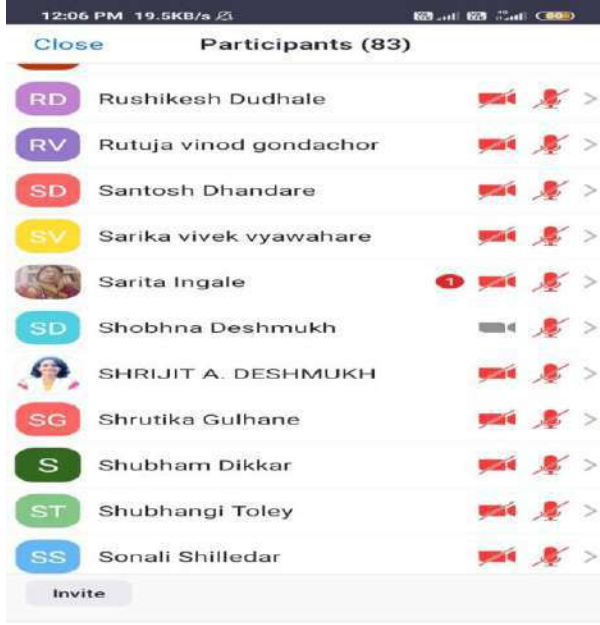 12:06 PM 19.5KB/s
Close Participants (83)
RD Rushikesh Dudhale
RV Rutuja vinod gondachor
SD Santosh Dhandare
SV Sarika vivek vyawahare
Sarita Ingale 1
SD Shobhna Deshmukh
SHRIJIT A. DESHMUKH
SG Shrutika Gulhane
S Shubham Dikkar
ST Shubhangi Toley
SS Sonali Shilledar
Invite